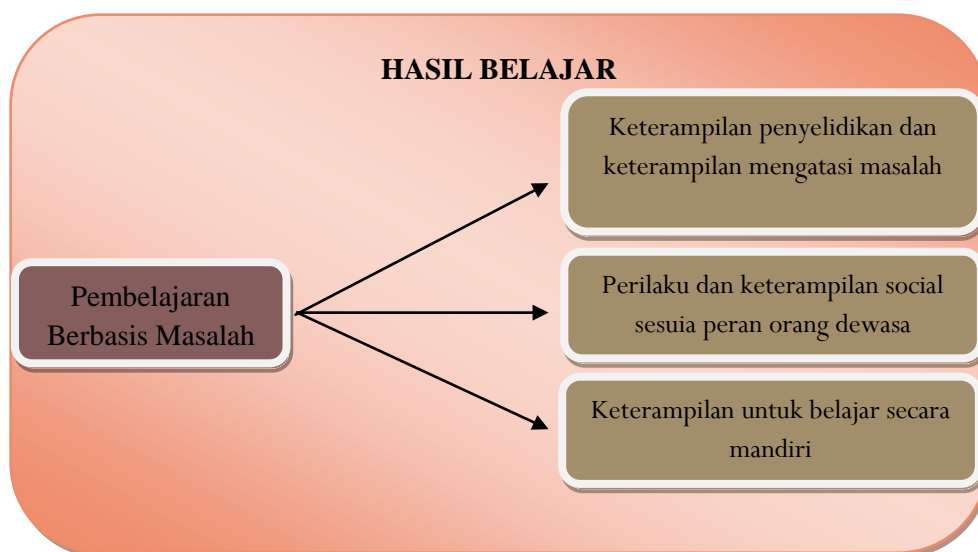 HASIL BELAJAR
Keterampilan penyelidikan dan
keterampilan mengatasi masalah
Pembelajaran
Berbasis Masalah
Perilaku dan keterampilan social
sesuia peran orang dewasa
Keterampilan untuk belajar secara
mandiri